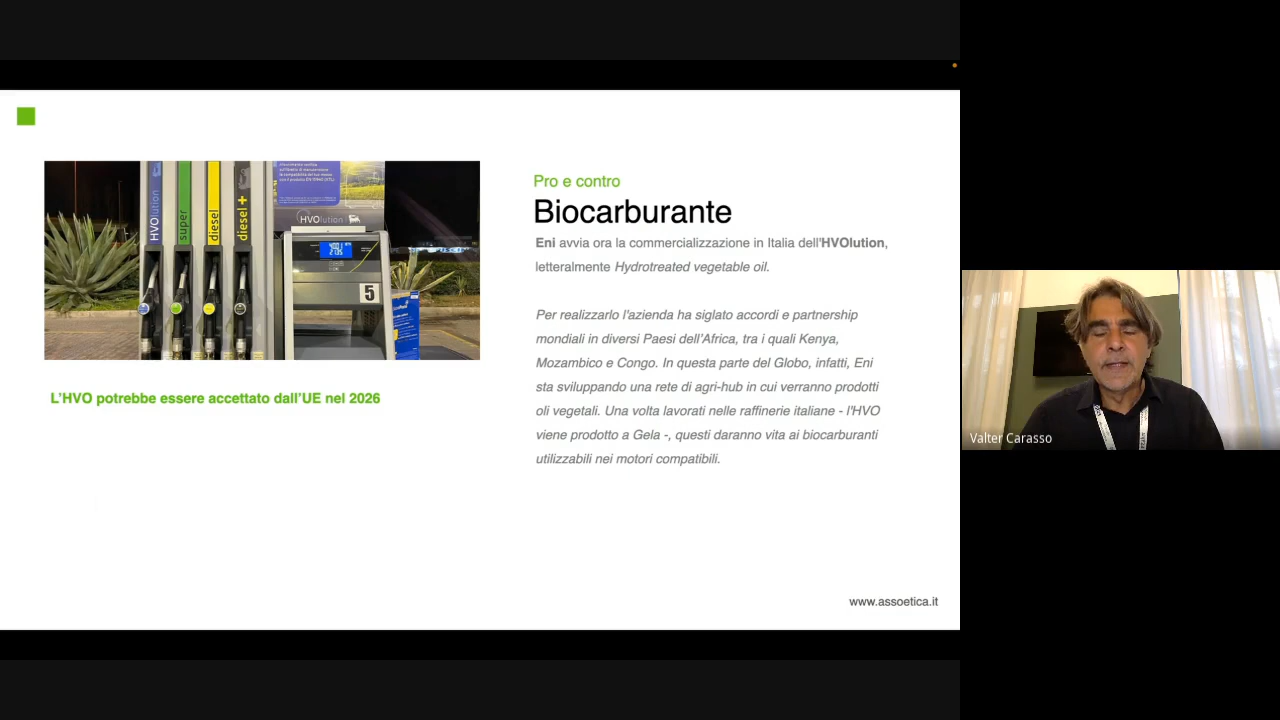 HVOlution
super
diesel
diesel +
HVOlution
5
L'HVO potrebbe essere accettato dall'UE nel 2026
Pro e contro
Biocarburante
Eni avvia ora la commercializzazione in Italia dell'HVOlution,
letteralmente Hydrotreated vegetable oil.
Per realizzarlo l'azienda ha siglato accordi e partnership
mondiali in diversi Paesi dell'Africa, tra i quali Kenya,
Mozambico e Congo. In questa parte del Globo, infatti, Eni
sta sviluppando una rete di agri-hub in cui verranno prodotti
oli vegetali. Una volta lavorati nelle raffinerie italiane - l'HVO
viene prodotto a Gela -, questi daranno vita ai biocarburanti
utilizzabili nei motori compatibili.
www.assoetica.it
Valter Carasso